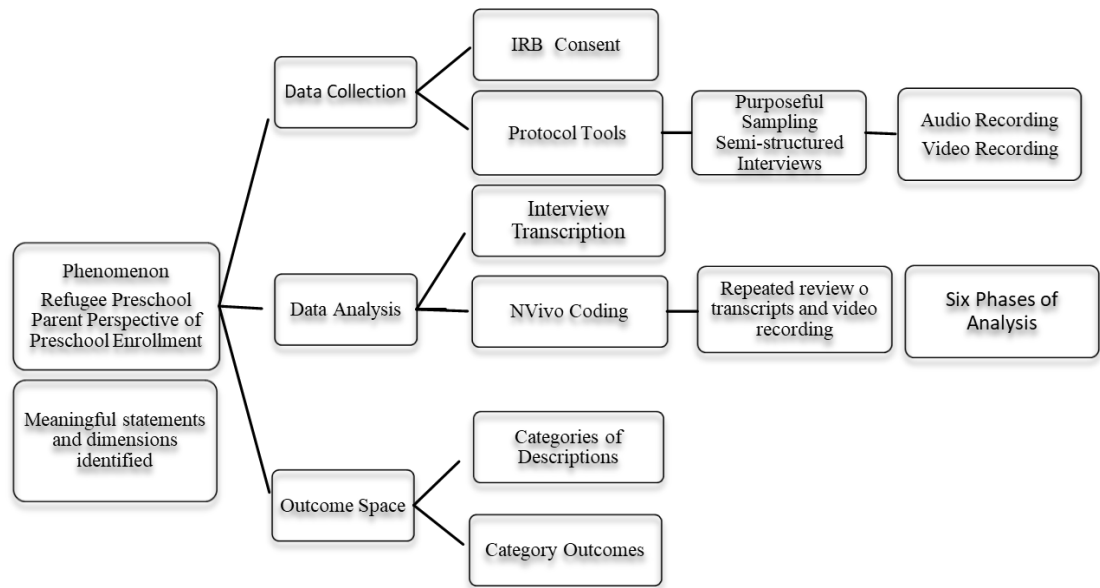 Phenomenon
Refugee Preschool
Parent Perspective of
Preschool Enrollment
Meaningful statements
and dimensions
identified
Data Collection
IRB Consent
Protocol Tools
Purposeful
Sampling
Semi-structured
Interviews
Audio Recording
Video Recording
Data Analysis
Interview
Transcription
NVivo Coding
Repeated review o
transcripts and video
recording
Six Phases of
Analysis
Outcome Space
Categories of
Descriptions
Category Outcomes